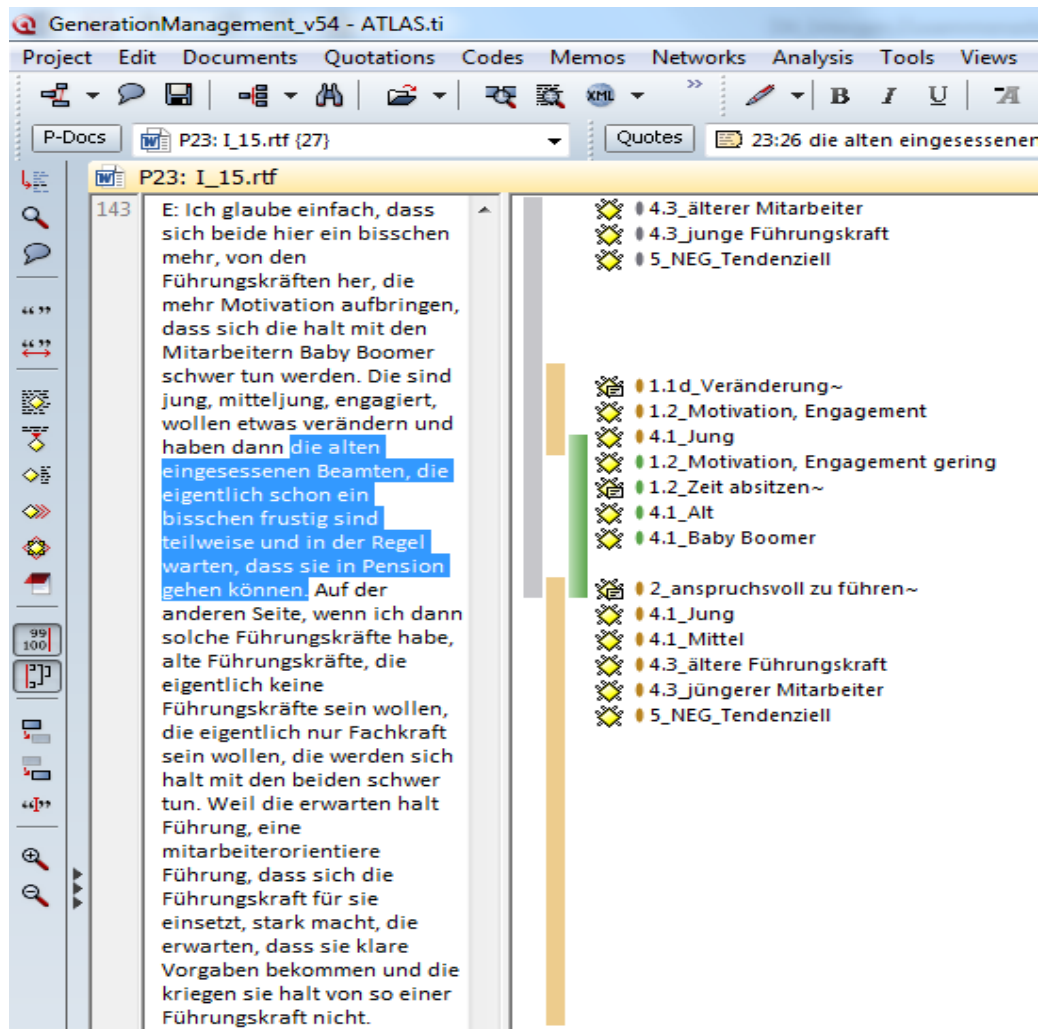 GenerationManagement_v54 - ATLAS.ti
Project Edit Documents Quotations Codes Memos Networks Analysis Tools Views
XML » B I U A
P-Docs P23: I_15.rtf {27} Quotes 23:26 die alten eingesessenen
P23: I_15.rtf
143
E: Ich glaube einfach, dass
sich beide hier ein bisschen
mehr, von den
Führungskräften her, die
mehr Motivation aufbringen,
dass sich die halt mit den
Mitarbeitern Baby Boomer
schwer tun werden. Die sind
jung, mitteljung, engagiert,
wollen etwas verändern und
haben dann die alten
eingesessenen Beamten, die
eigentlich schon ein
bisschen frustig sind
teilweise und in der Regel
warten, dass sie in Pension
gehen können. Auf der
anderen Seite, wenn ich dann
solche Führungskräfte habe,
alte Führungskräfte, die
eigentlich keine
Führungskräfte sein wollen,
die eigentlich nur Fachkraft
sein wollen, die werden sich
halt mit den beiden schwer
tun. Weil die erwarten halt
Führung, eine
mitarbeiterorientiere
Führung, dass sich die
Führungskraft für sie
einsetzt, stark macht, die
erwarten, dass sie klare
Vorgaben bekommen und die
kriegen sie halt von so einer
Führungskraft nicht.
4.3_älterer Mitarbeiter
4.3_junge Führungskraft
5_NEG_Tendenziell
1.1d_Veränderung~
1.2_Motivation, Engagement
4.1_Jung
1.2_Motivation, Engagement gering
1.2_Zeit absitzen~
4.1_Alt
4.1_Baby Boomer
2_anspruchsvoll zu führen~
4.1_Jung
4.1_Mittel
4.3_ältere Führungskraft
4.3_jüngerer Mitarbeiter
5_NEG_Tendenziell
99
100